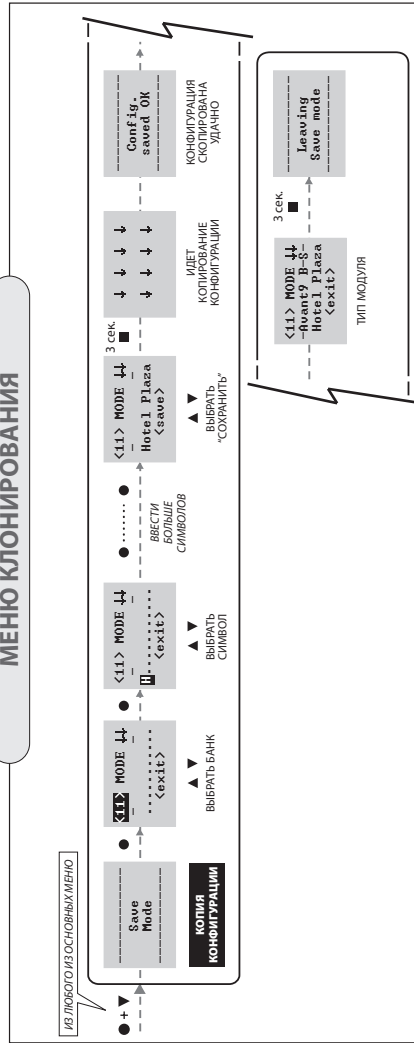 МЕНЮ КЛОНИРОВАНИЯ
ИЗ ЛЮБОГО ИЗ ОСНОВНЫХ МЕНЮ
● + ▼
Save
Mode
КОПИЯ
КОНФИГУРАЦИИ
●
<11> MODE
<exit>
▲ ▼
ВЫБРАТЬ БАНК
●
<11> MODE
H
<exit>
▲ ▼
ВЫБРАТЬ
СИМВОЛ
● ....... ●
ВВЕСТИ
БОЛЬШЕ
СИМВОЛОВ
<11> MODE
Hotel Plaza
<save>
▲ ▼
ВЫБРАТЬ
"СОХРАНИТЬ"
3 сек.
■
ИДЕТ
КОПИРОВАНИЕ
КОНФИГУРАЦИИ
Config.
saved OK
КОНФИГУРАЦИЯ
СКОПИРОВАНА
УДАЧНО
<11> MODE
-Avant9 B-S-
Hotel Plaza
<exit>
ТИП МОДУЛЯ
3 сек.
■
Leaving
Save mode